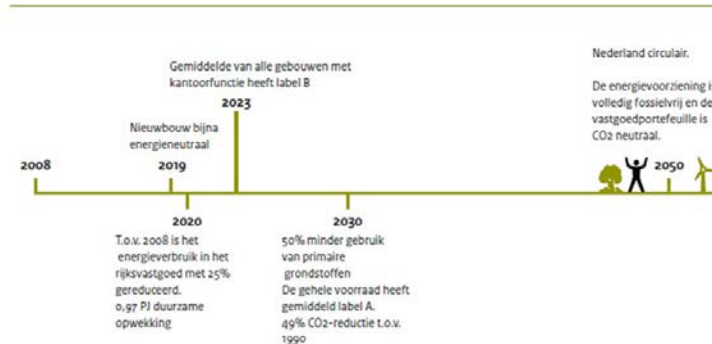 Gemiddelde van alle gebouwen met
kantoorfunctie heeft label B
2023
Nieuwbouw bijna
energieneutraal
2008
2019
Nederland circulair.
De energievoorziening is
volledig fossielvrij en de
vastgoedportefeuille is
CO2 neutraal.
2050
2020
T.o.v. 2008 is het
energieverbruik in het
rijksvastgoed met 25%
gereduceerd.
0,97 PJ duurzame
opwekking
2030
50% minder gebruik
van primaire
grondstoffen
De gehele voorraad heeft
gemiddeld label A.
49% CO2-reductie t.o.v.
1990